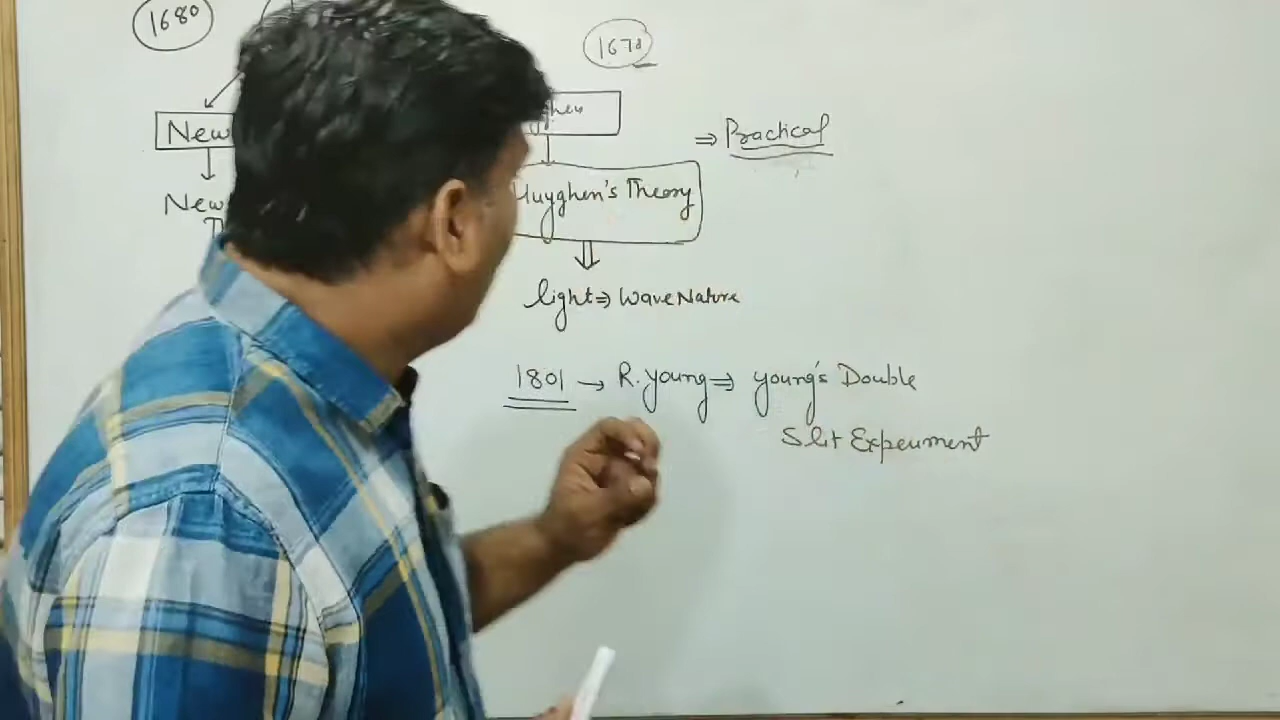 1680
1678
New
⇒ Practical
New
Huyghen's Theory
light ⇒ Wave Nature
1801 → R. young ⇒ young's Double
Slit Experiment